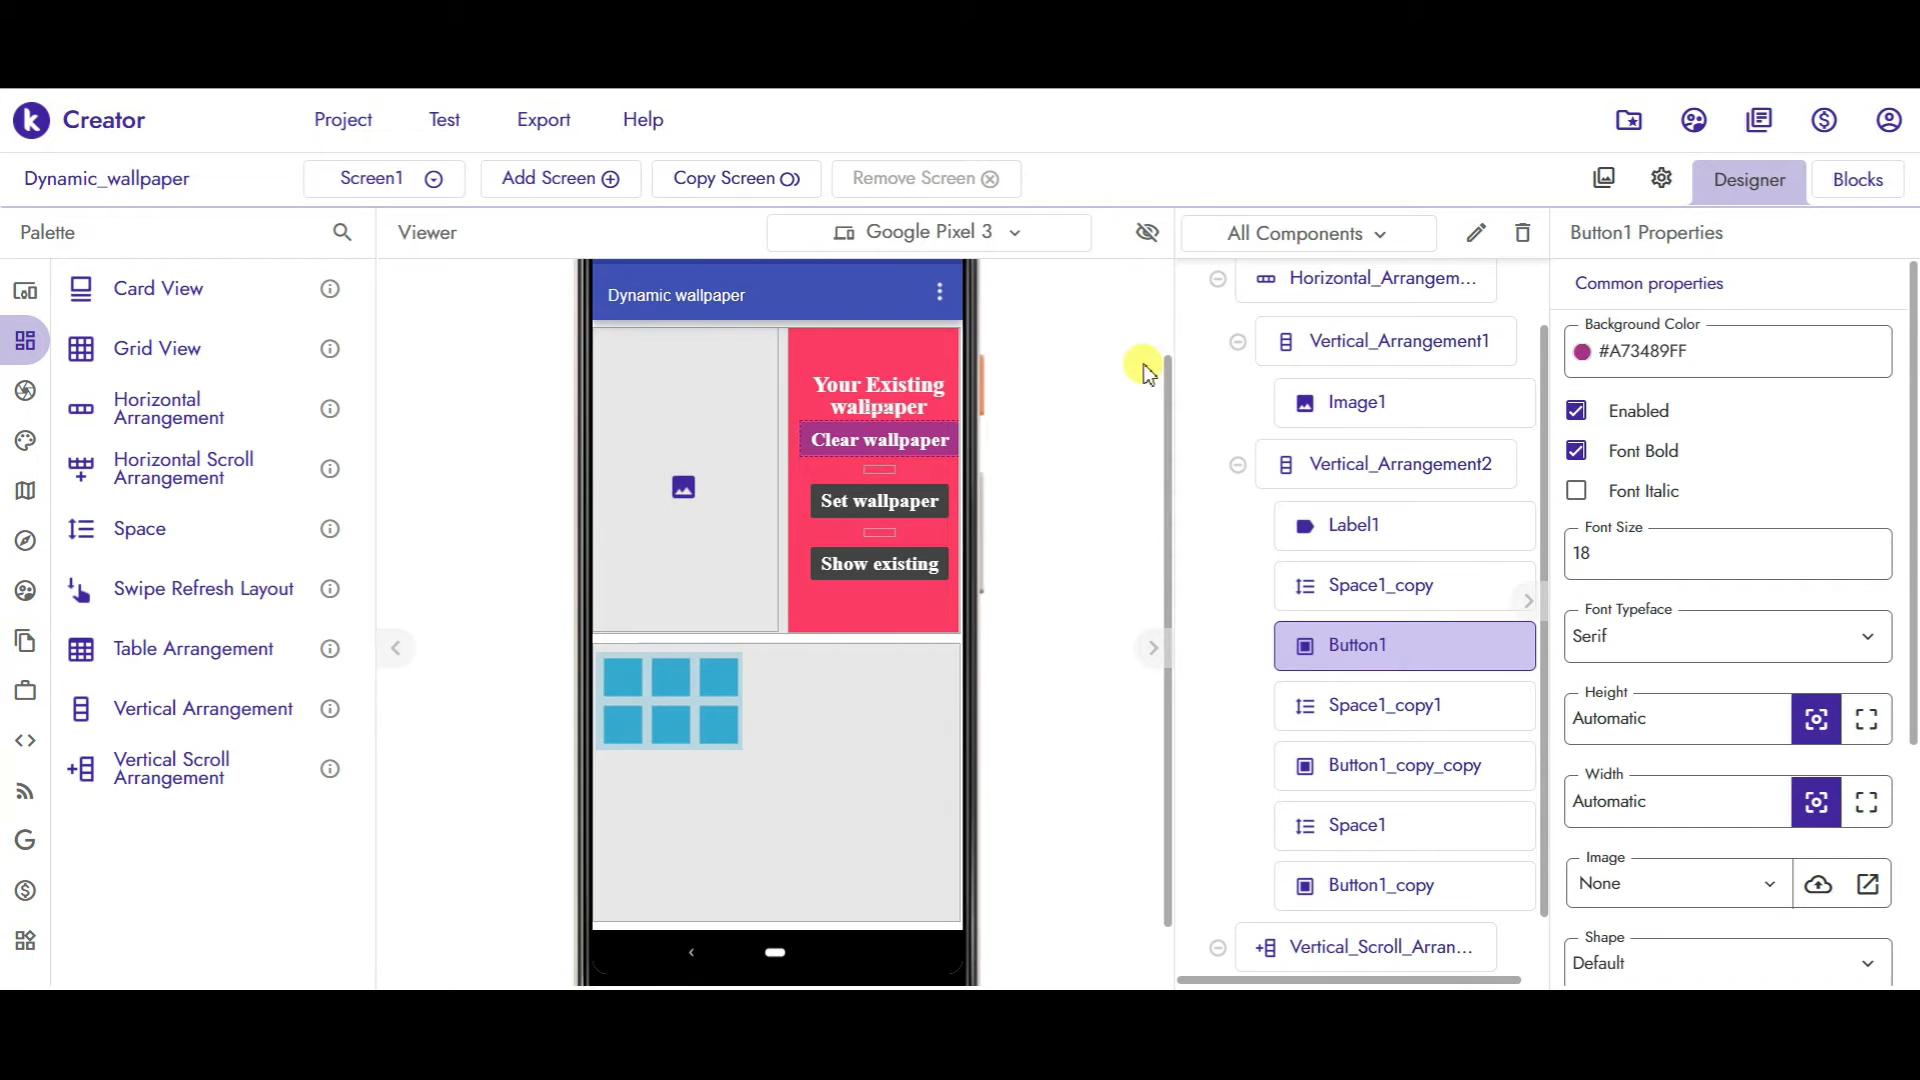 Creator
Project
Test
Export
Help
Dynamic_wallpaper
Screen1
Add Screen
Copy Screen
Remove Screen
Designer
Blocks
Palette
Viewer
Google Pixel 3
All Components
Button1 Properties
Card View
Grid View
Horizontal
Arrangement
Horizontal Scroll
Arrangement
Space
Swipe Refresh Layout
Table Arrangement
Vertical Arrangement
Vertical Scroll
Arrangement
Dynamic wallpaper
Your Existing
wallpaper
Clear wallpaper
Set wallpaper
Show existing
Horizontal_Arrangem...
Vertical_Arrangement1
Image1
Vertical_Arrangement2
Label1
Space1_copy
Button1
Space1_copy1
Button1_copy_copy
Space1
Button1_copy
Vertical_Scroll_Arran...
Common properties
Background Color
#A73489FF
Enabled
Font Bold
Font Italic
Font Size
18
Font Typeface
Serif
Height
Automatic
Width
Automatic
Image
None
Shape
Default